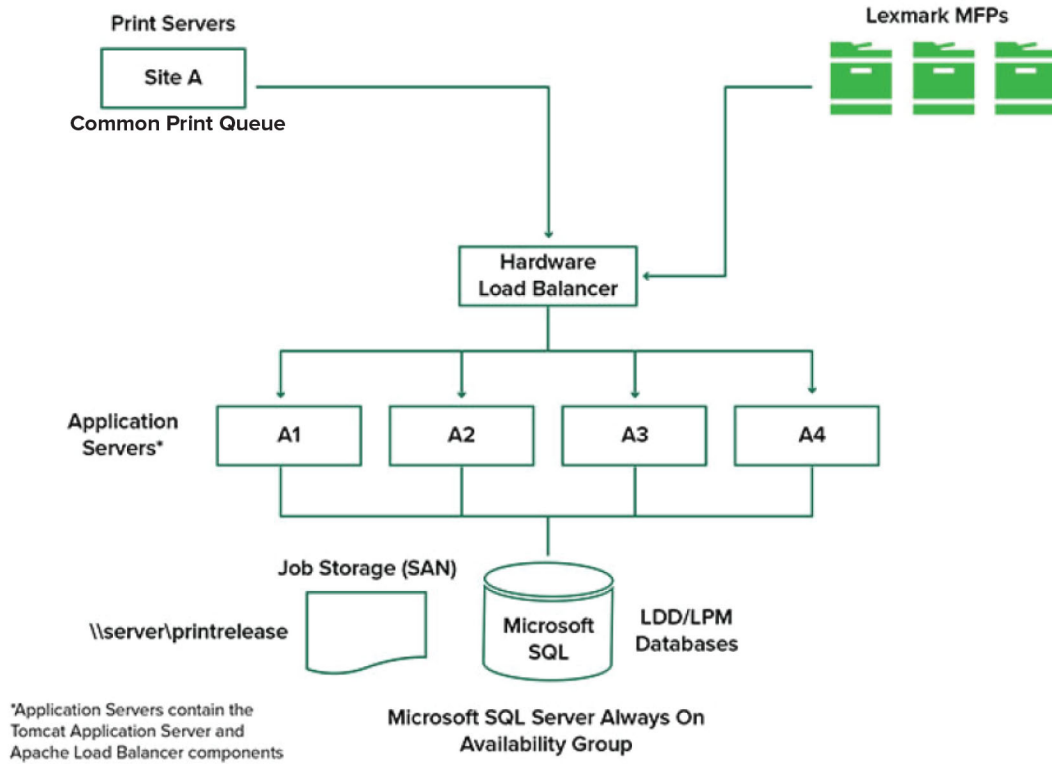 Print Servers
Lexmark MFPs
Site A
Common Print Queue
Hardware
Load Balancer
Application
Servers*
A1
A2
A3
A4
Job Storage (SAN)
\\server\printrelease
Microsoft
SQL
LDD/LPM
Databases
*Application Servers contain the
Tomcat Application Server and
Apache Load Balancer components
Microsoft SQL Server Always On
Availability Group